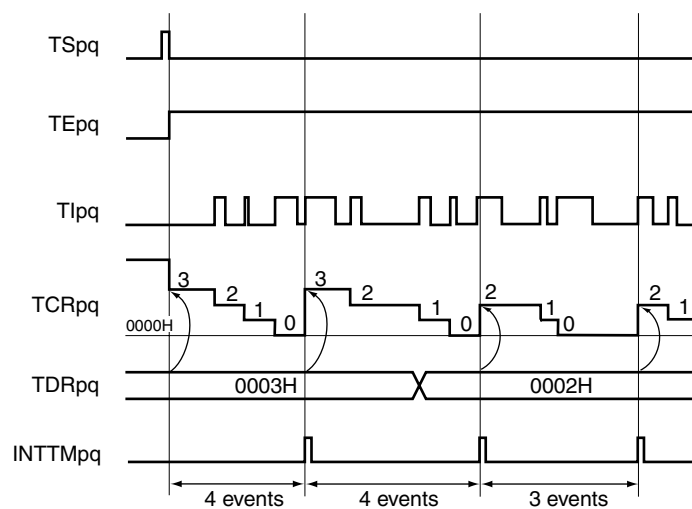 TSpq
TEpq
TIpq
TCRpq
3 2 1 0 3 2 1 0 2 1 0 2 1
0000H
TDRpq
0003H 0002H
INTTMpq
4 events 4 events 3 events